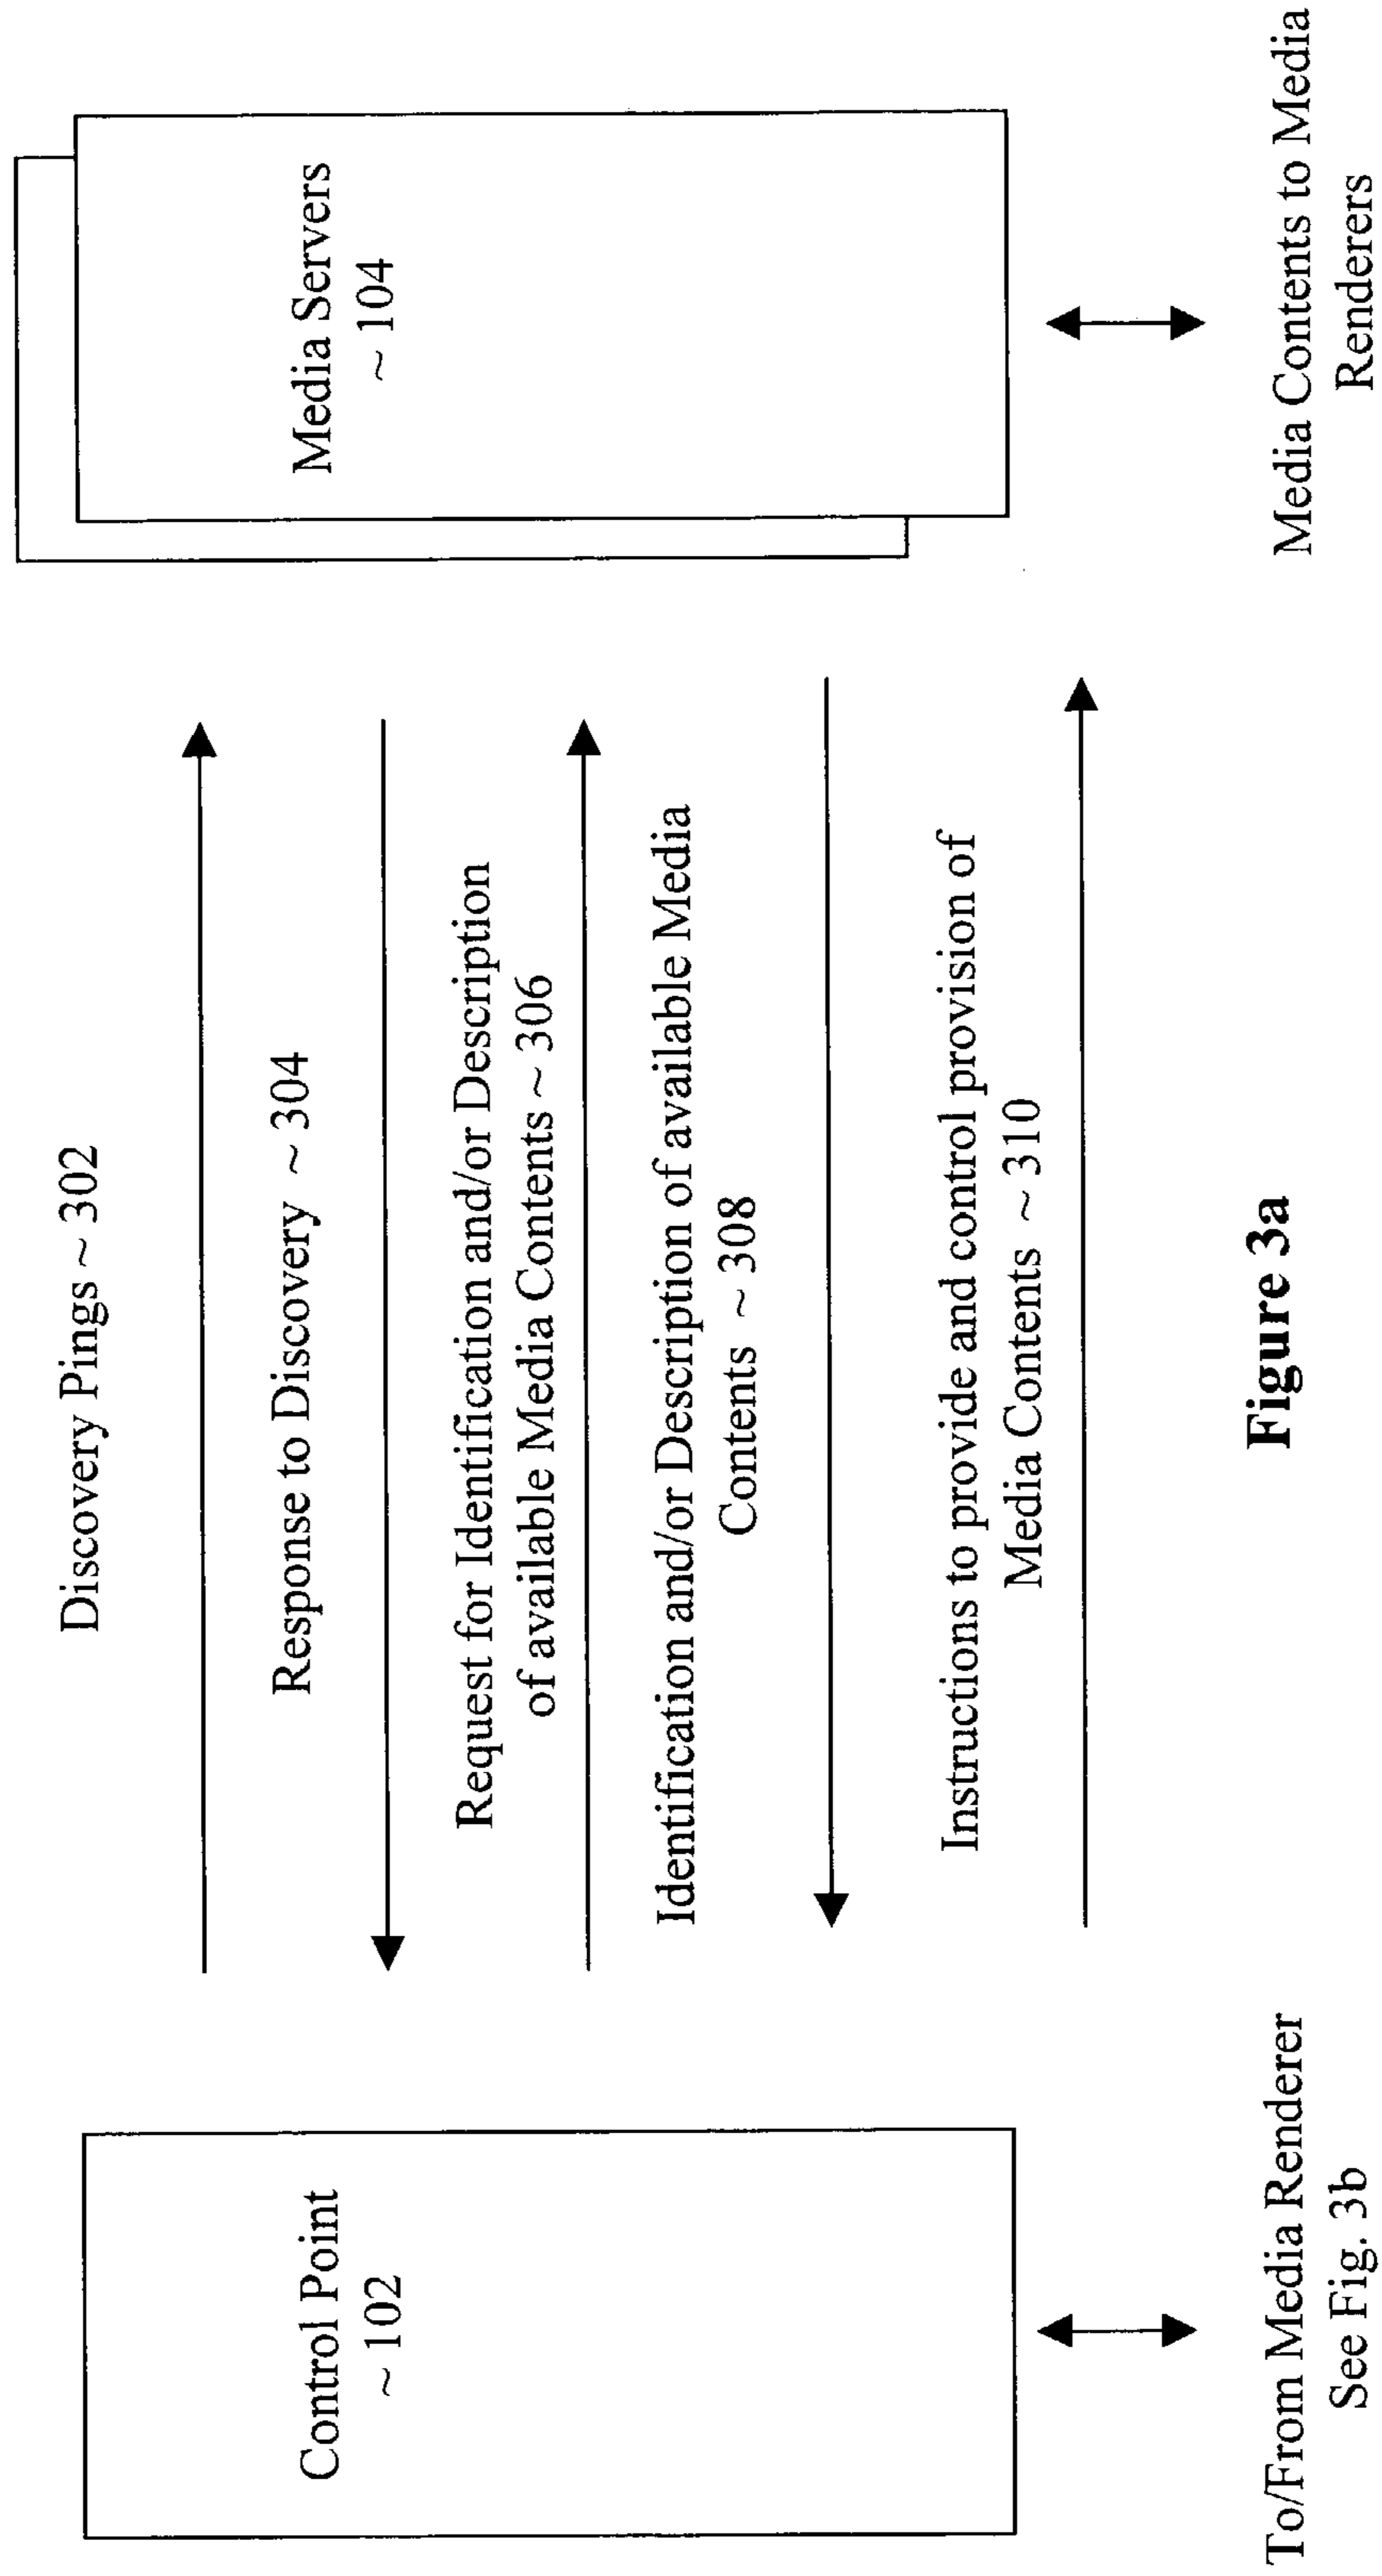 Discovery Pings ~ 302
Response to Discovery ~ 304
Control Point
~ 102
Media Servers
~ 104
Request for Identification and/or Description
of available Media Contents ~ 306
Identification and/or Description of available Media
Contents ~ 308
Instructions to provide and control provision of
Media Contents ~ 310
To/From Media Renderer
See Fig. 3b
Media Contents to Media
Renderers
Figure 3a